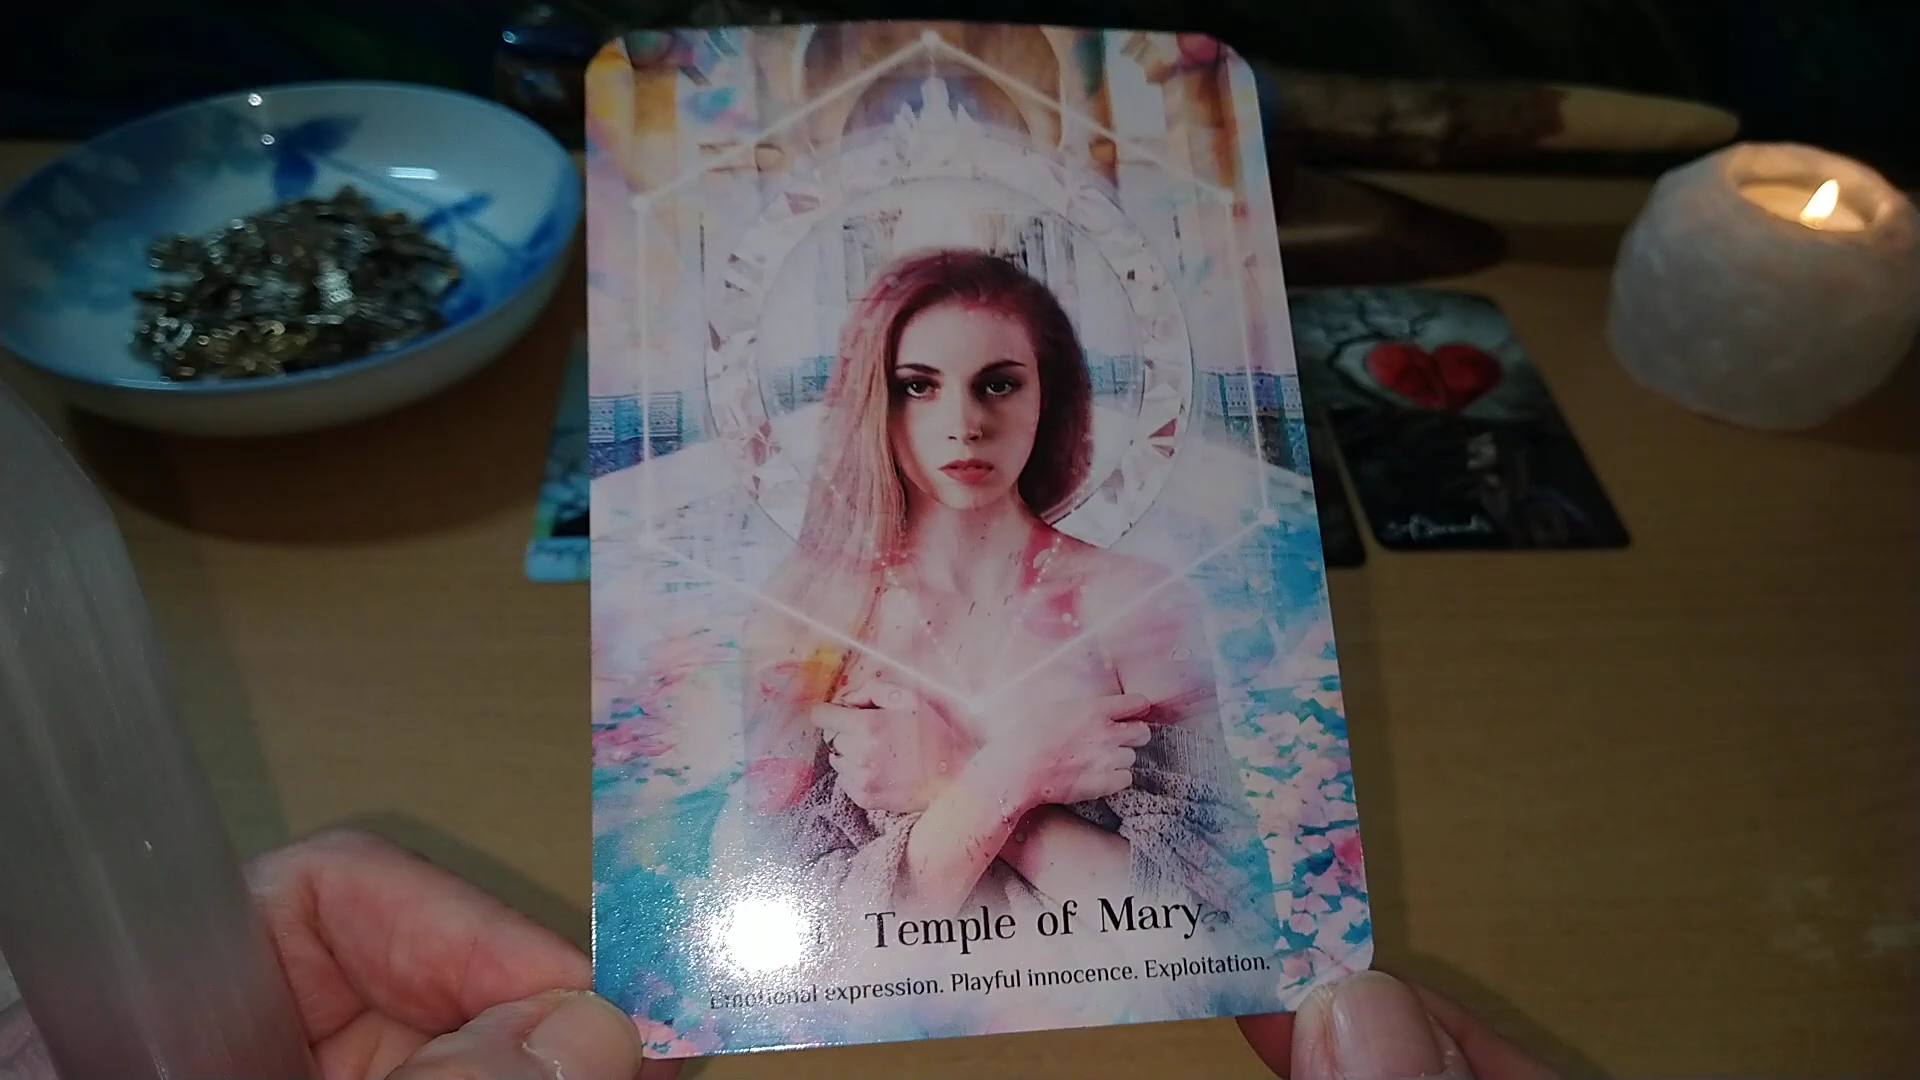 Temple of Mary
Emotional expression. Playful innocence. Exploitation.